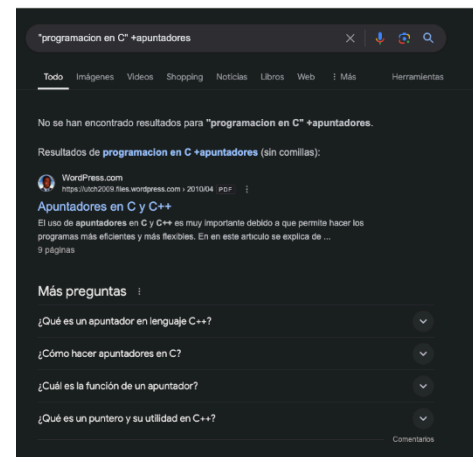 "programacion en C" +apuntadores
Todo Imágenes Videos Shopping Noticias Libros Web : Más Herramientas
No se han encontrado resultados para "programacion en C" +apuntadores.
Resultados de programacion en C +apuntadores (sin comillas):
WordPress.com
https://utch2009.files.wordpress.com › 2010/04 PDF
Apuntadores en C y C++
El uso de apuntadores en C y C++ es muy importante debido a que permite hacer los
programas más eficientes y más flexibles. En en este artículo se explica de ...
9 páginas
Más preguntas
¿Qué es un apuntador en lenguaje C++?
¿Cómo hacer apuntadores en C?
¿Cuál es la función de un apuntador?
¿Qué es un puntero y su utilidad en C++?
Comentarios